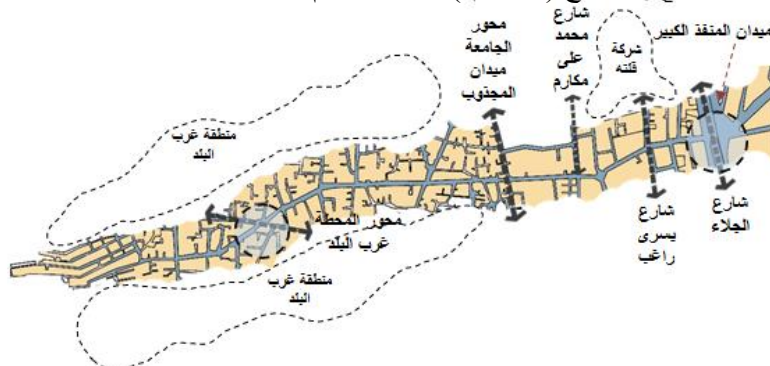 ميدان المنقذ الكبير
شركة
قلته
شارع
محمد
على
مكارم
محور
الجامعة
ميدان
المجذوب
منطقة غرب
البلد
محور المحطة
غرب البلد
شارع
الجلاء
شارع
يسرى
راغب
منطقة غرب
البلد